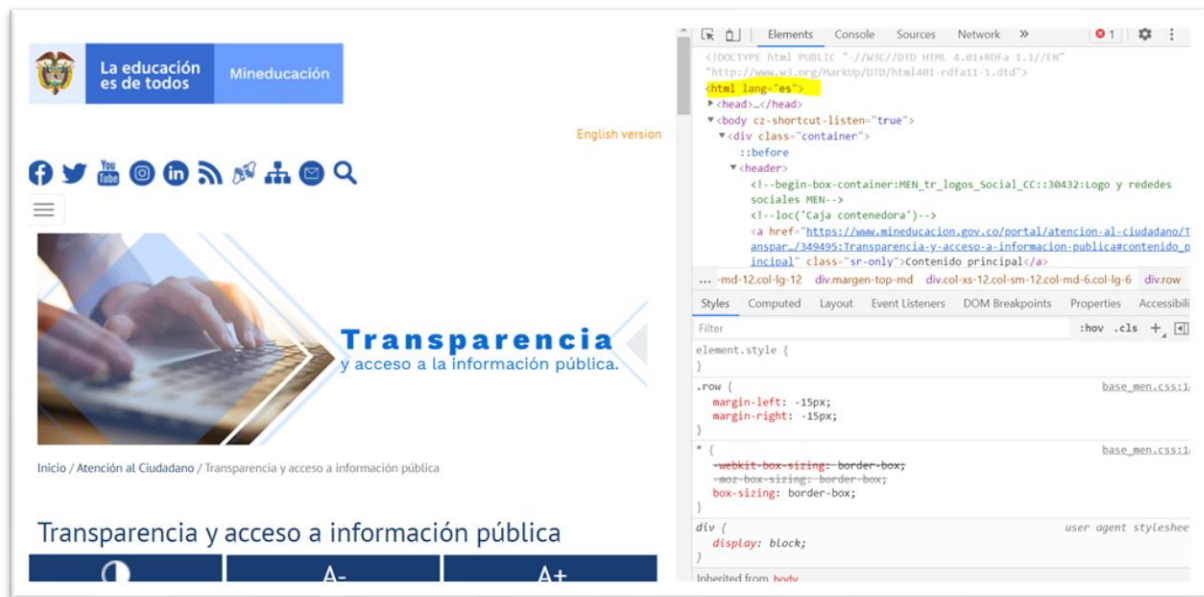 La educación
es de todos
Mineducación
English version
You
Tube
in
Transparencia
y acceso a la información pública.
Inicio / Atención al Ciudadano / Transparencia y acceso a información pública
Transparencia y acceso a información pública
A-
A+
Elements Console Sources Network » 1
<!DOCTYPE html PUBLIC "-//W3C//DTD HTML 4.01+RDFa 1.1//EN"
"http://www.w3.org/MarkUp/DTD/html401-rdfa11-1.dtd">
<html lang="es">
<head>…</head>
<body cz-shortcut-listen="true">
<div class="container">
::before
<header>
<!--begin-box-container:MEN_tr_logos_Social_CC::30432:Logo y rededes
sociales MEN-->
<!--loc('Caja contenedora')-->
<a href="https://www.mineducacion.gov.co/portal/atencion-al-ciudadano/T
anspar…/349495:Transparencia-y-acceso-a-informacion-publica#contenido_p
incipal" class="sr-only">Contenido principal</a>
... -md-12.col-lg-12 div.margen-top-md div.col-xs-12.col-sm-12.col-md-6.col-lg-6 div.row
Styles Computed Layout Event Listeners DOM Breakpoints Properties Accessibili
Filter :hov .cls +
element.style {
}
.row { base_men.css:1
margin-left: -15px;
margin-right: -15px;
}
* { base_men.css:1
-webkit-box-sizing: border-box;
-moz-box-sizing: border-box;
box-sizing: border-box;
}
div { user agent styleshee
display: block;
}
Inherited from body